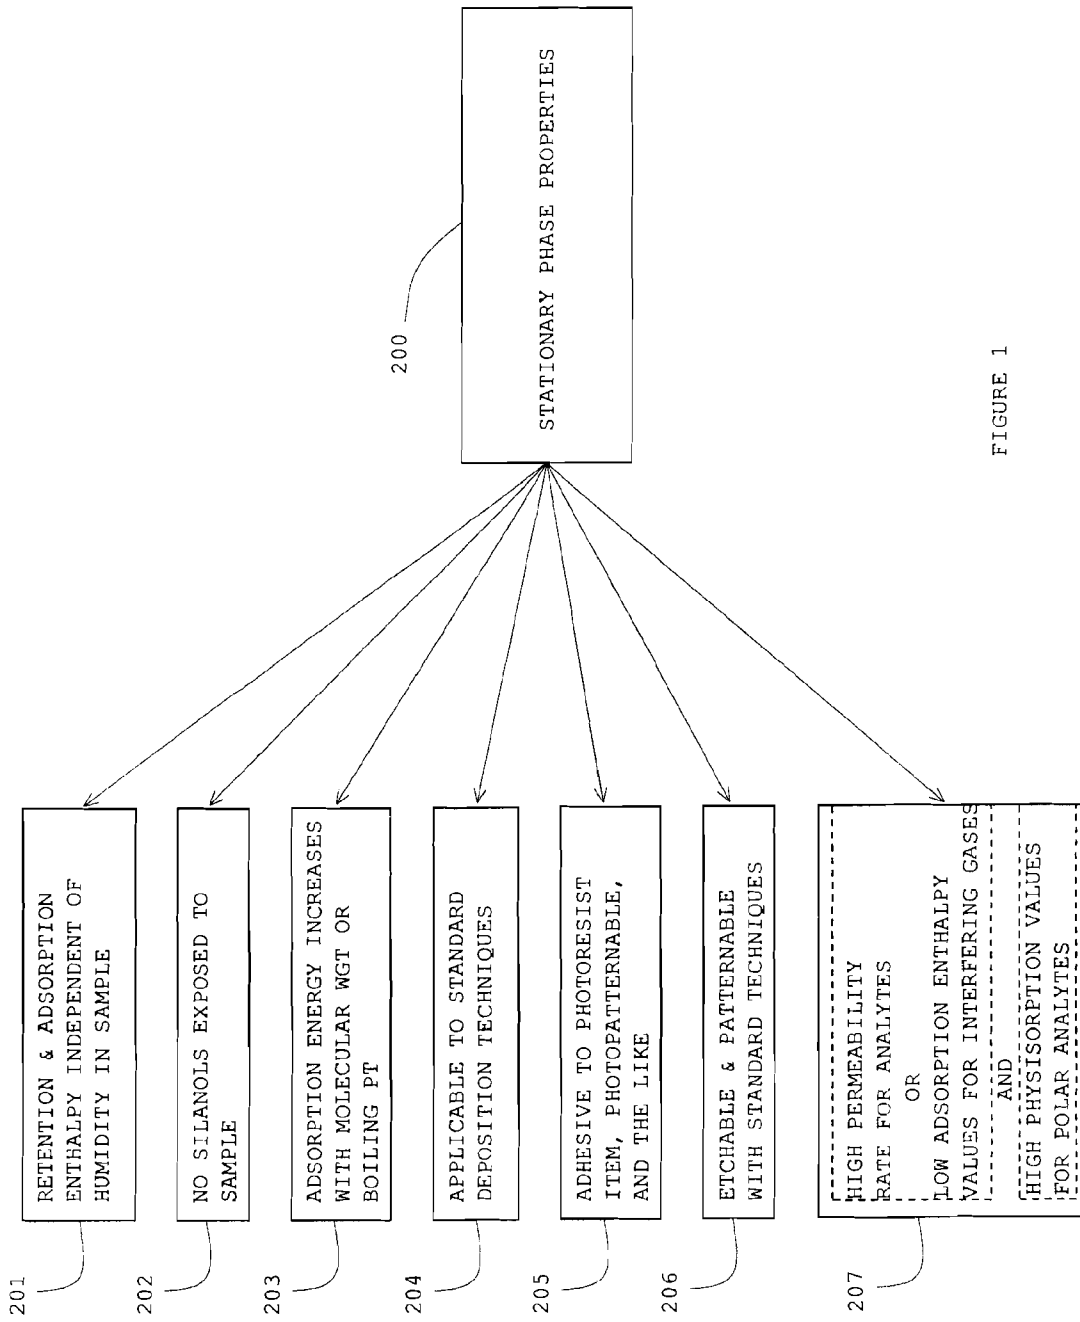 200
STATIONARY PHASE PROPERTIES
201
RETENTION & ADSORPTION
ENTHALPY INDEPENDENT OF
HUMIDITY IN SAMPLE
202
NO SILANOLS EXPOSED TO
SAMPLE
203
ADSORPTION ENERGY INCREASES
WITH MOLECULAR WGT OR
BOILING PT
204
APPLICABLE TO STANDARD
DEPOSITION TECHNIQUES
205
ADHESIVE TO PHOTORESIST
ITEM, PHOTOPATTERNABLE,
AND THE LIKE
206
ETCHABLE & PATTERNABLE
WITH STANDARD TECHNIQUES
207
HIGH PERMEABILITY
RATE FOR ANALYTES
OR
LOW ADSORPTION ENTHALPY
VALUES FOR INTERFING GASES
AND
HIGH PHYSISORPTION VALUES
FOR POLAR ANALYTES
FIGURE 1